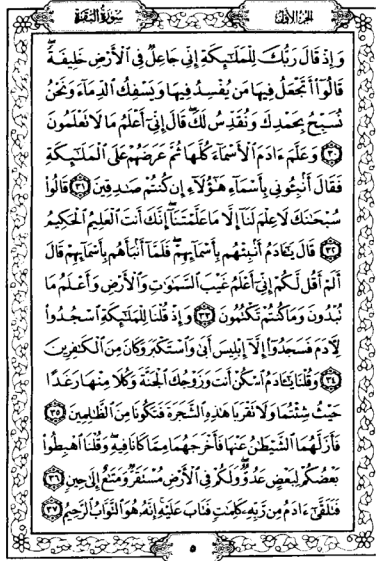 الجزء الأول
سورة البقرة
وَإِذْ قَالَ رَبُّكَ لِلْمَلَـٰٓئِكَةِ إِنِّى جَاعِلٌ فِى ٱلْأَرْضِ خَلِيفَةً ۖ
قَالُوٓا۟ أَتَجْعَلُ فِيهَا مَن يُفْسِدُ فِيهَا وَيَسْفِكُ ٱلدِّمَآءَ وَنَحْنُ
نُسَبِّحُ بِحَمْدِكَ وَنُقَدِّسُ لَكَ ۖ قَالَ إِنِّىٓ أَعْلَمُ مَا لَا تَعْلَمُونَ
٣٠ وَعَلَّمَ ءَادَمَ ٱلْأَسْمَآءَ كُلَّهَا ثُمَّ عَرَضَهُمْ عَلَى ٱلْمَلَـٰٓئِكَةِ
فَقَالَ أَنۢبِـُٔونِى بِأَسْمَآءِ هَـٰٓؤُلَآءِ إِن كُنتُمْ صَـٰدِقِينَ ٣١ قَالُوا۟
سُبْحَـٰنَكَ لَا عِلْمَ لَنَآ إِلَّا مَا عَلَّمْتَنَآ ۖ إِنَّكَ أَنتَ ٱلْعَلِيمُ ٱلْحَكِيمُ
٣٢ قَالَ يَـٰٓـَٔادَمُ أَنۢبِئْهُم بِأَسْمَآئِهِمْ ۖ فَلَمَّآ أَنۢبَأَهُم بِأَسْمَآئِهِمْ قَالَ
أَلَمْ أَقُل لَّكُمْ إِنِّىٓ أَعْلَمُ غَيْبَ ٱلسَّمَـٰوَٰتِ وَٱلْأَرْضِ وَأَعْلَمُ مَا
تُبْدُونَ وَمَا كُنتُمْ تَكْتُمُونَ ٣٣ وَإِذْ قُلْنَا لِلْمَلَـٰٓئِكَةِ ٱسْجُدُوا۟
لِـَٔادَمَ فَسَجَدُوٓا۟ إِلَّآ إِبْلِيسَ أَبَىٰ وَٱسْتَكْبَرَ وَكَانَ مِنَ ٱلْكَـٰفِرِينَ
٣٤ وَقُلْنَا يَـٰٓـَٔادَمُ ٱسْكُنْ أَنتَ وَزَوْجُكَ ٱلْجَنَّةَ وَكُلَا مِنْهَا رَغَدًا
حَيْثُ شِئْتُمَا وَلَا تَقْرَبَا هَـٰذِهِ ٱلشَّجَرَةَ فَتَكُونَا مِنَ ٱلظَّـٰلِمِينَ ٣٥
فَأَزَلَّهُمَا ٱلشَّيْطَـٰنُ عَنْهَا فَأَخْرَجَهُمَا مِمَّا كَانَا فِيهِ ۖ وَقُلْنَا ٱهْبِطُوا۟
بَعْضُكُمْ لِبَعْضٍ عَدُوٌّ ۖ وَلَكُمْ فِى ٱلْأَرْضِ مُسْتَقَرٌّ وَمَتَـٰعٌ إِلَىٰ حِينٍ ٣٦
فَتَلَقَّىٰٓ ءَادَمُ مِن رَّبِّهِۦ كَلِمَـٰتٍ فَتَابَ عَلَيْهِ ۚ إِنَّهُۥ هُوَ ٱلتَّوَّابُ ٱلرَّحِيمُ ٣٧
٥